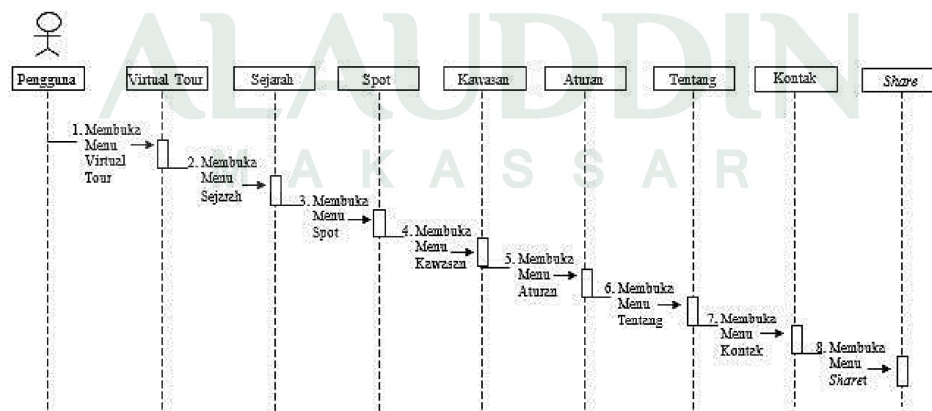 ALAUDDIN
MAKASSAR
Pengguna
Virtual Tour
Sejarah
Spot
Kawasan
Aturan
Tentang
Kontak
Share
1. Membuka
Menu
Virtual
Tour
2. Membuka
Menu
Sejarah
3. Membuka
Menu
Spot
4. Membuka
Menu
Kawasan
5. Membuka
Menu
Aturan
6. Membuka
Menu
Tentang
7. Membuka
Menu
Kontak
8. Membuka
Menu
Sharet